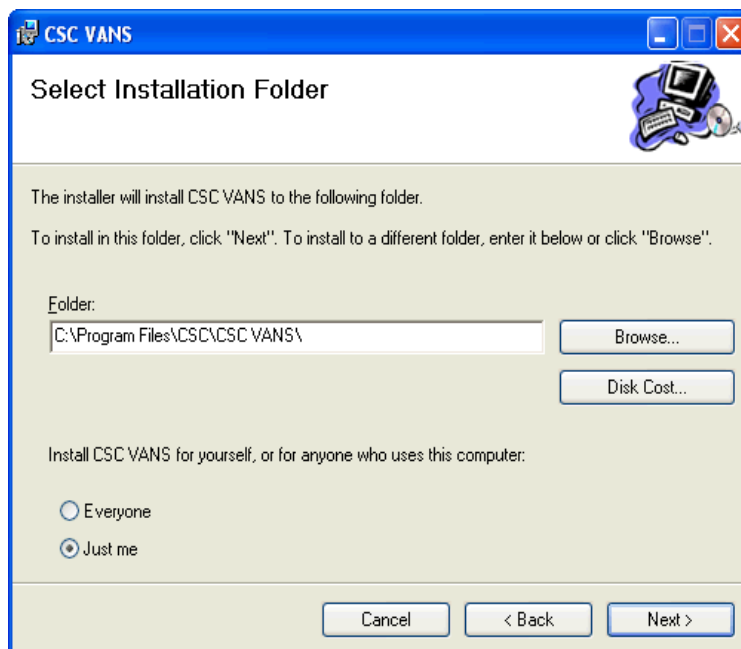 CSC VANS
Select Installation Folder
The installer will install CSC VANS to the following folder.
To install in this folder, click "Next". To install to a different folder, enter it below or click "Browse".
Folder:
C:\Program Files\CSC\CSC VANS\
Browse...
Disk Cost...
Install CSC VANS for yourself, or for anyone who uses this computer:
Everyone
Just me
Cancel
< Back
Next >